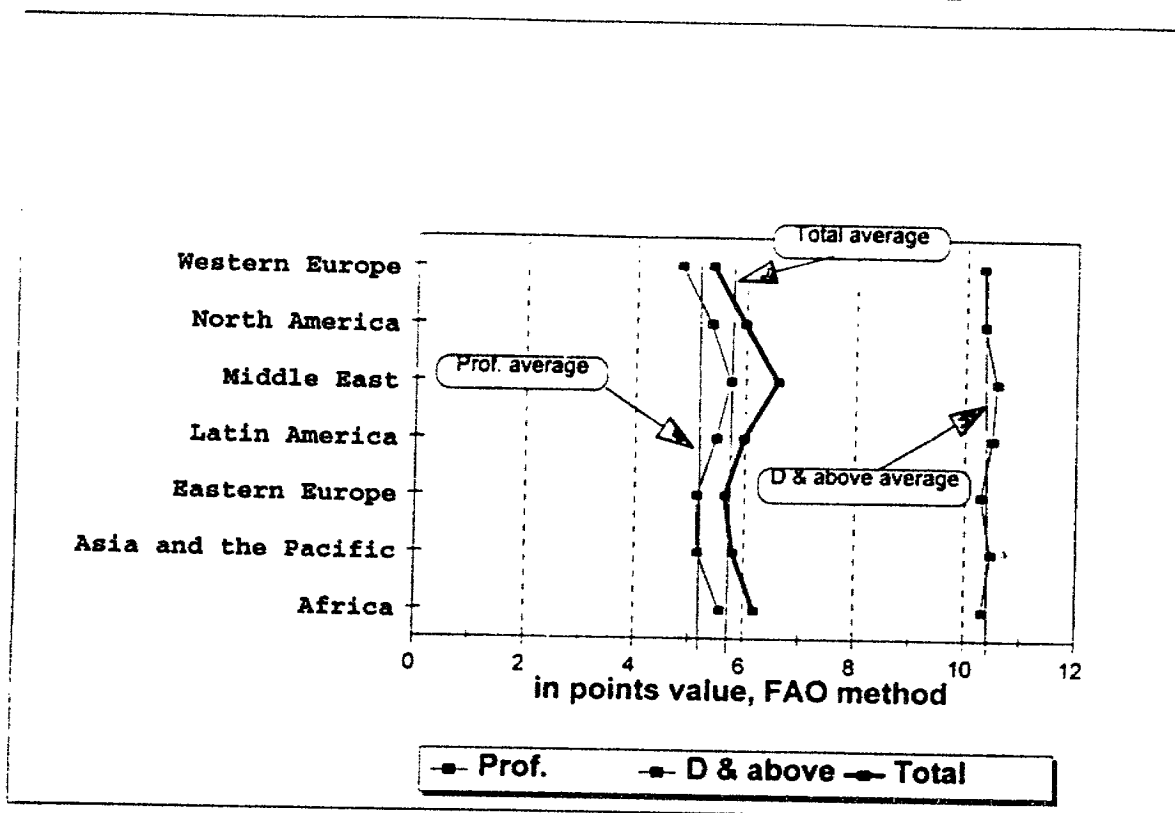 Total average
Western Europe
North America
Prof. average
Middle East
Latin America
D & above average
Eastern Europe
Asia and the Pacific
Africa
0 2 4 6 8 10 12
in points value, FAO method
Prof. D & above Total